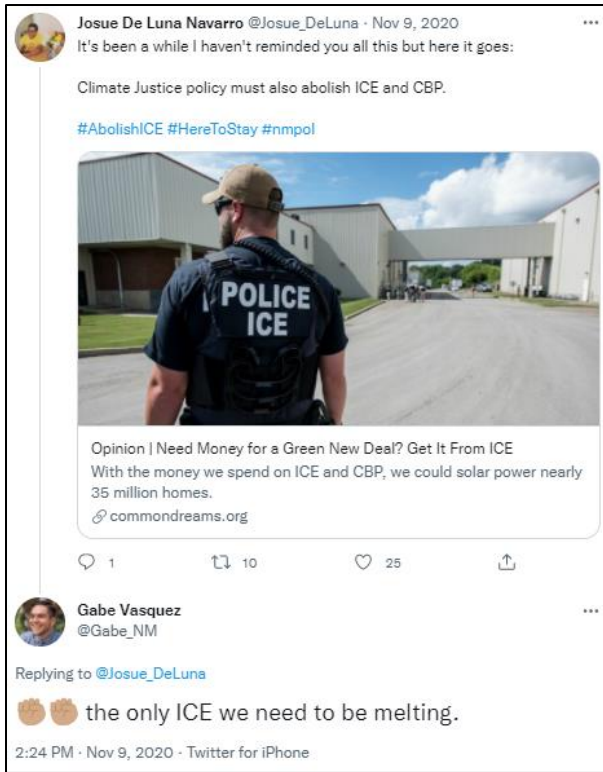 Josue De Luna Navarro @Josue_DeLuna · Nov 9, 2020
It's been a while I haven't reminded you all this but here it goes:
Climate Justice policy must also abolish ICE and CBP.
#AbolishICE #HereToStay #nmpol
POLICE
ICE
Opinion | Need Money for a Green New Deal? Get It From ICE
With the money we spend on ICE and CBP, we could solar power nearly
35 million homes.
commondreams.org
1 10 25
Gabe Vasquez
@Gabe_NM
Replying to @Josue_DeLuna
✊🏽✊🏽 the only ICE we need to be melting.
2:24 PM · Nov 9, 2020 · Twitter for iPhone